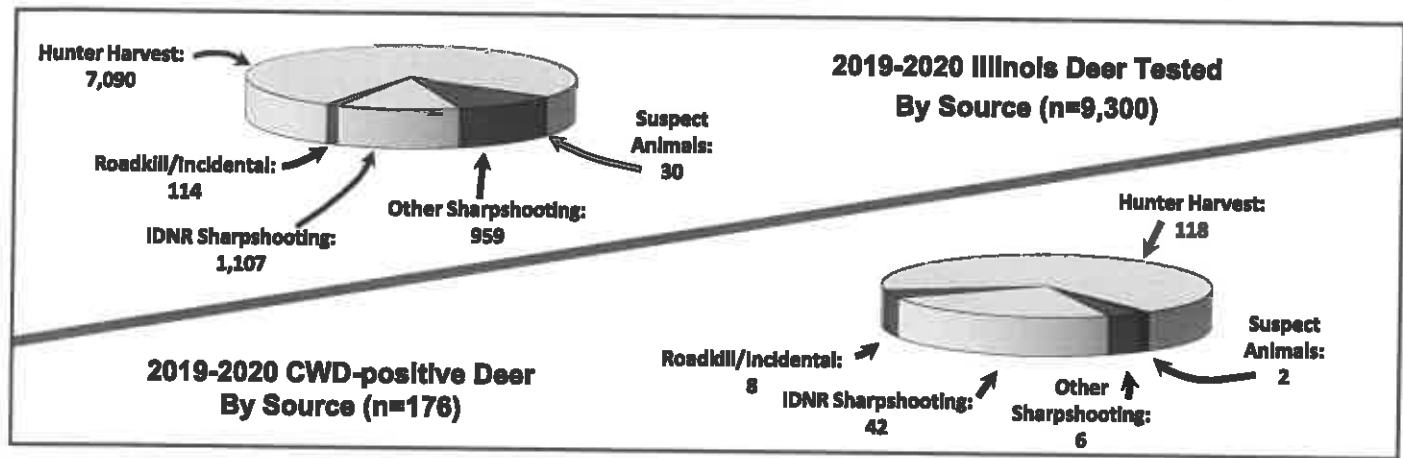 Hunter Harvest:
7,090
2019-2020 Illinois Deer Tested
By Source (n=9,300)
Suspect
Animals:
30
Roadkill/Incidental:
114
Other Sharpshooting:
959
IDNR Sharpshooting:
1,107
Hunter Harvest:
118
2019-2020 CWD-positive Deer
By Source (n=176)
Roadkill/Incidental:
8
IDNR Sharpshooting:
42
Other
Sharpshooting:
6
Suspect
Animals:
2